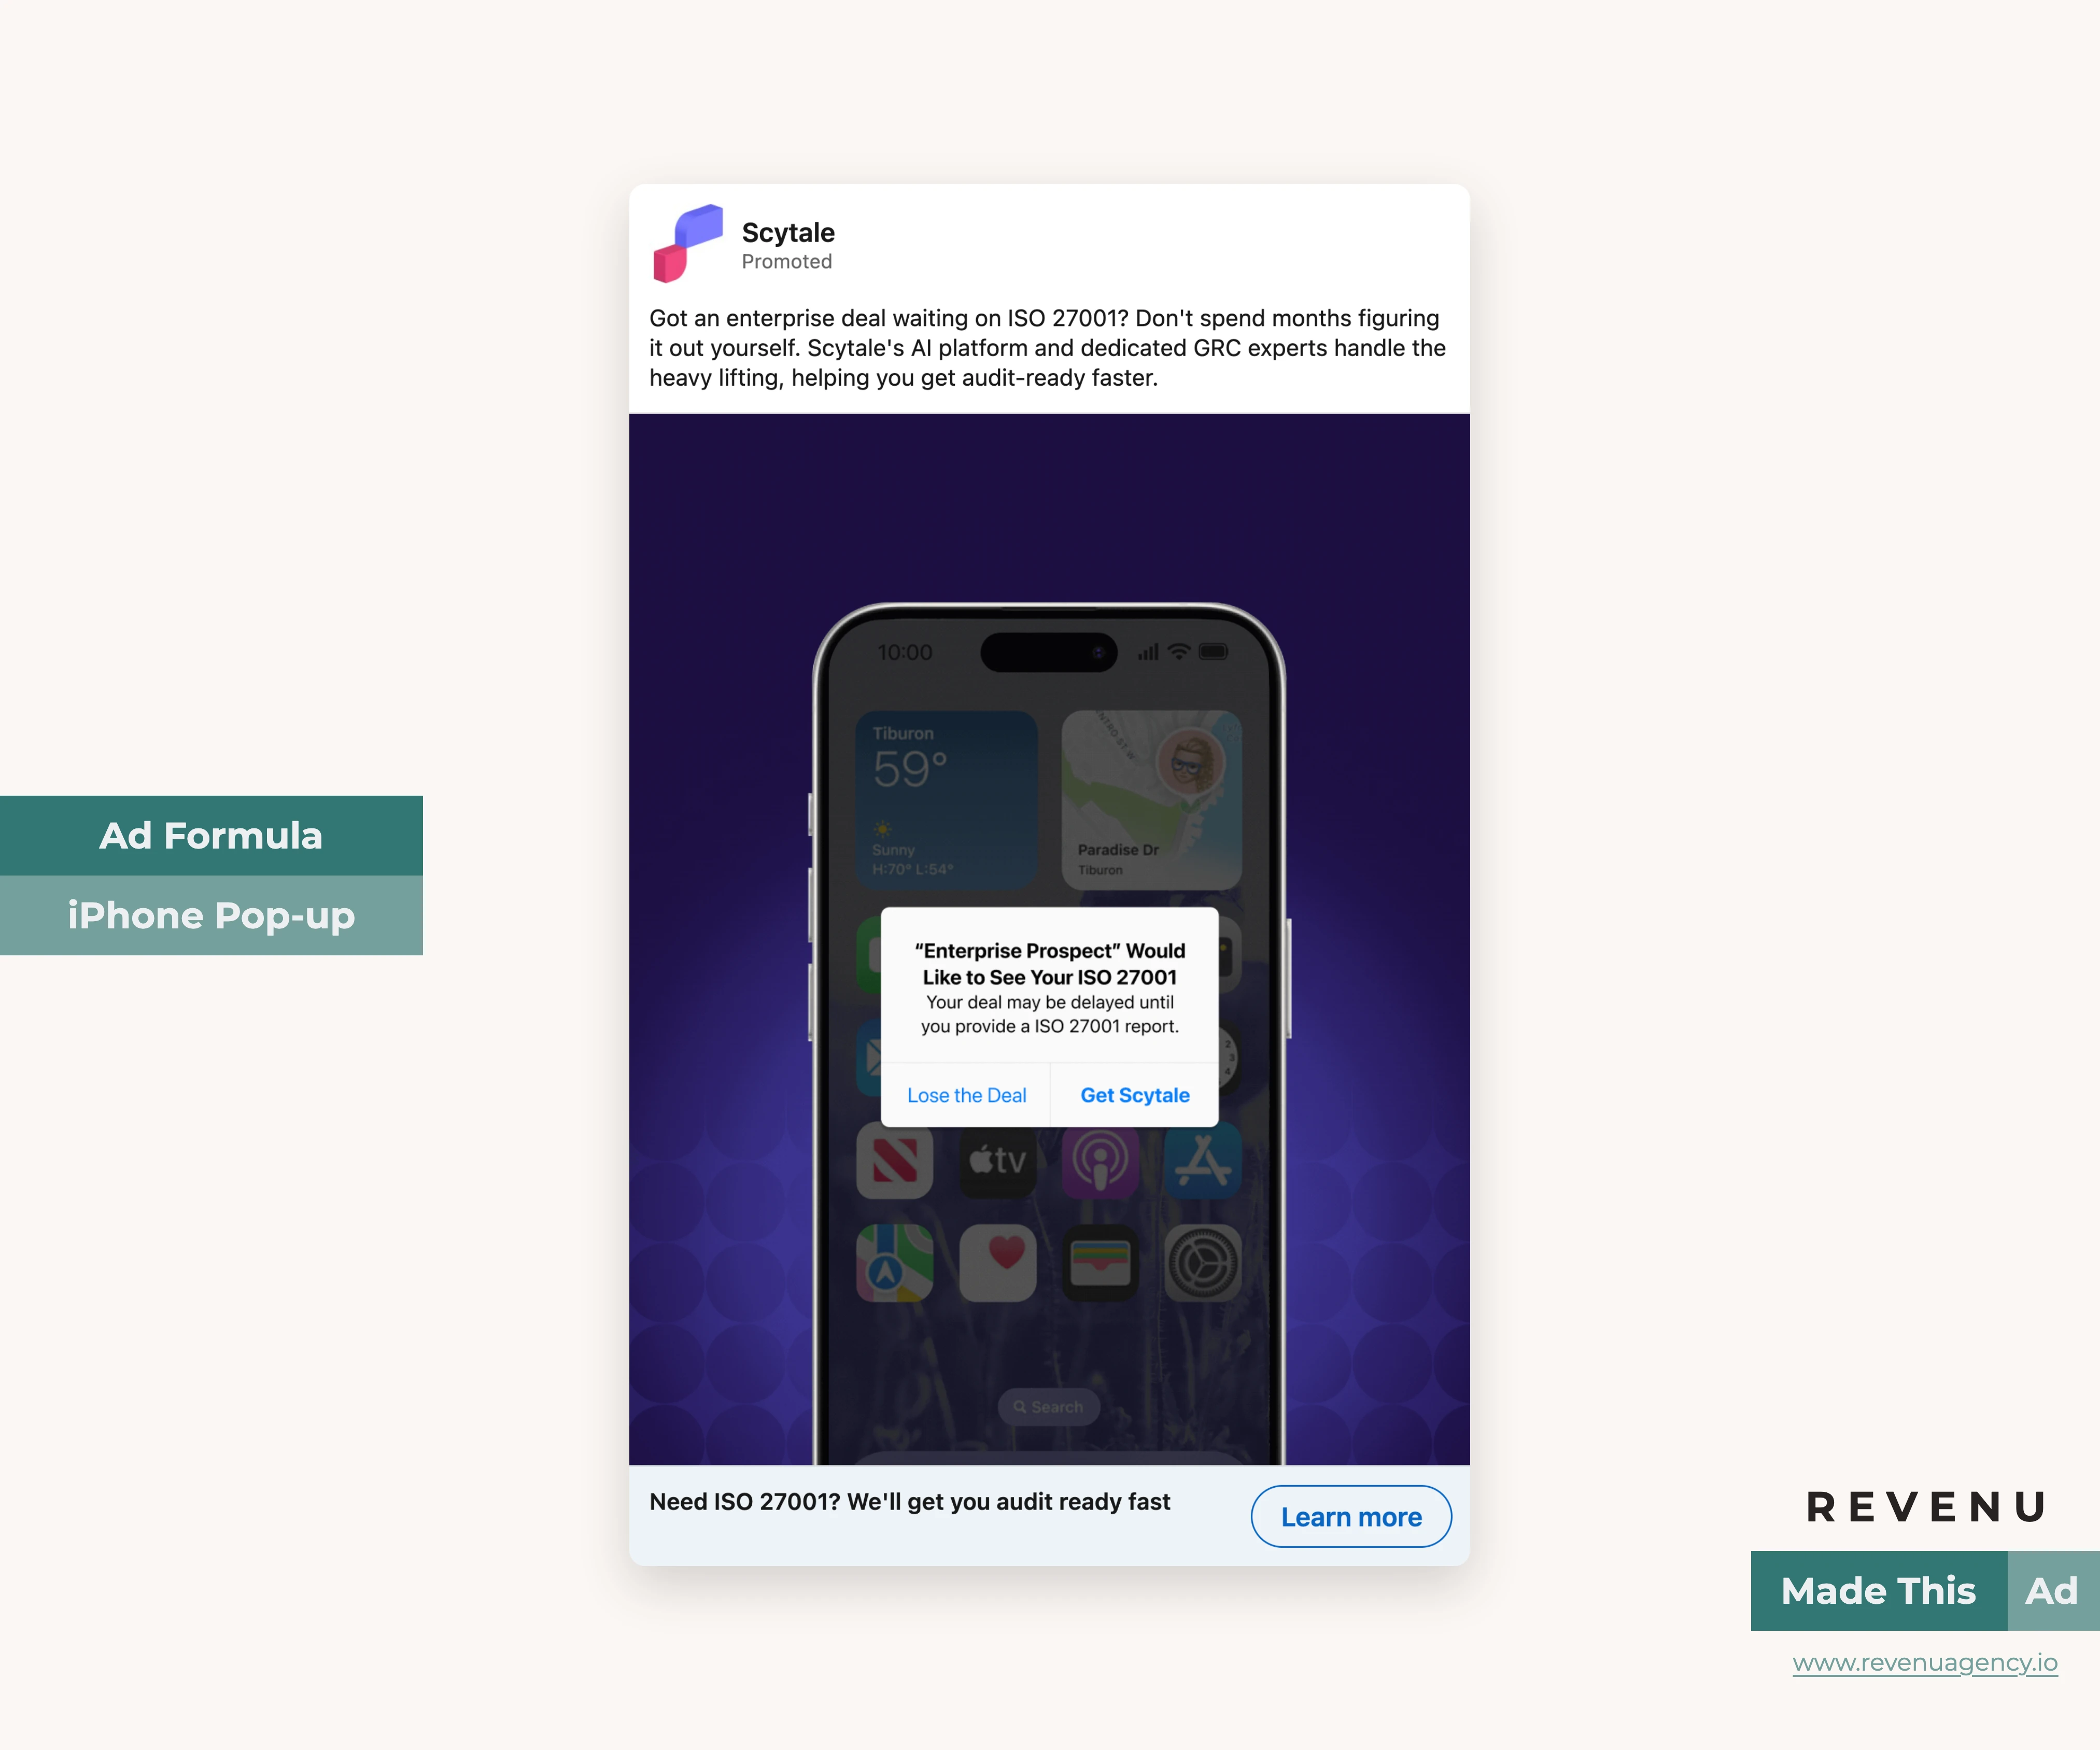 Scytale
Promoted
Got an enterprise deal waiting on ISO 27001? Don't spend months figuring
it out yourself. Scytale's AI platform and dedicated GRC experts handle the
heavy lifting, helping you get audit-ready faster.
Ad Formula
iPhone Pop-up
10:00
Tiburon
59°
Sunny
H:70° L:54°
Paradise Dr
Tiburon
“Enterprise Prospect” Would
Like to See Your ISO 27001
Your deal may be delayed until
you provide a ISO 27001 report.
Lose the Deal
Get Scytale
2
3
4
tv
Search
Need ISO 27001? We'll get you audit ready fast
Learn more
REVENU
Made This Ad
www.revenuagency.io